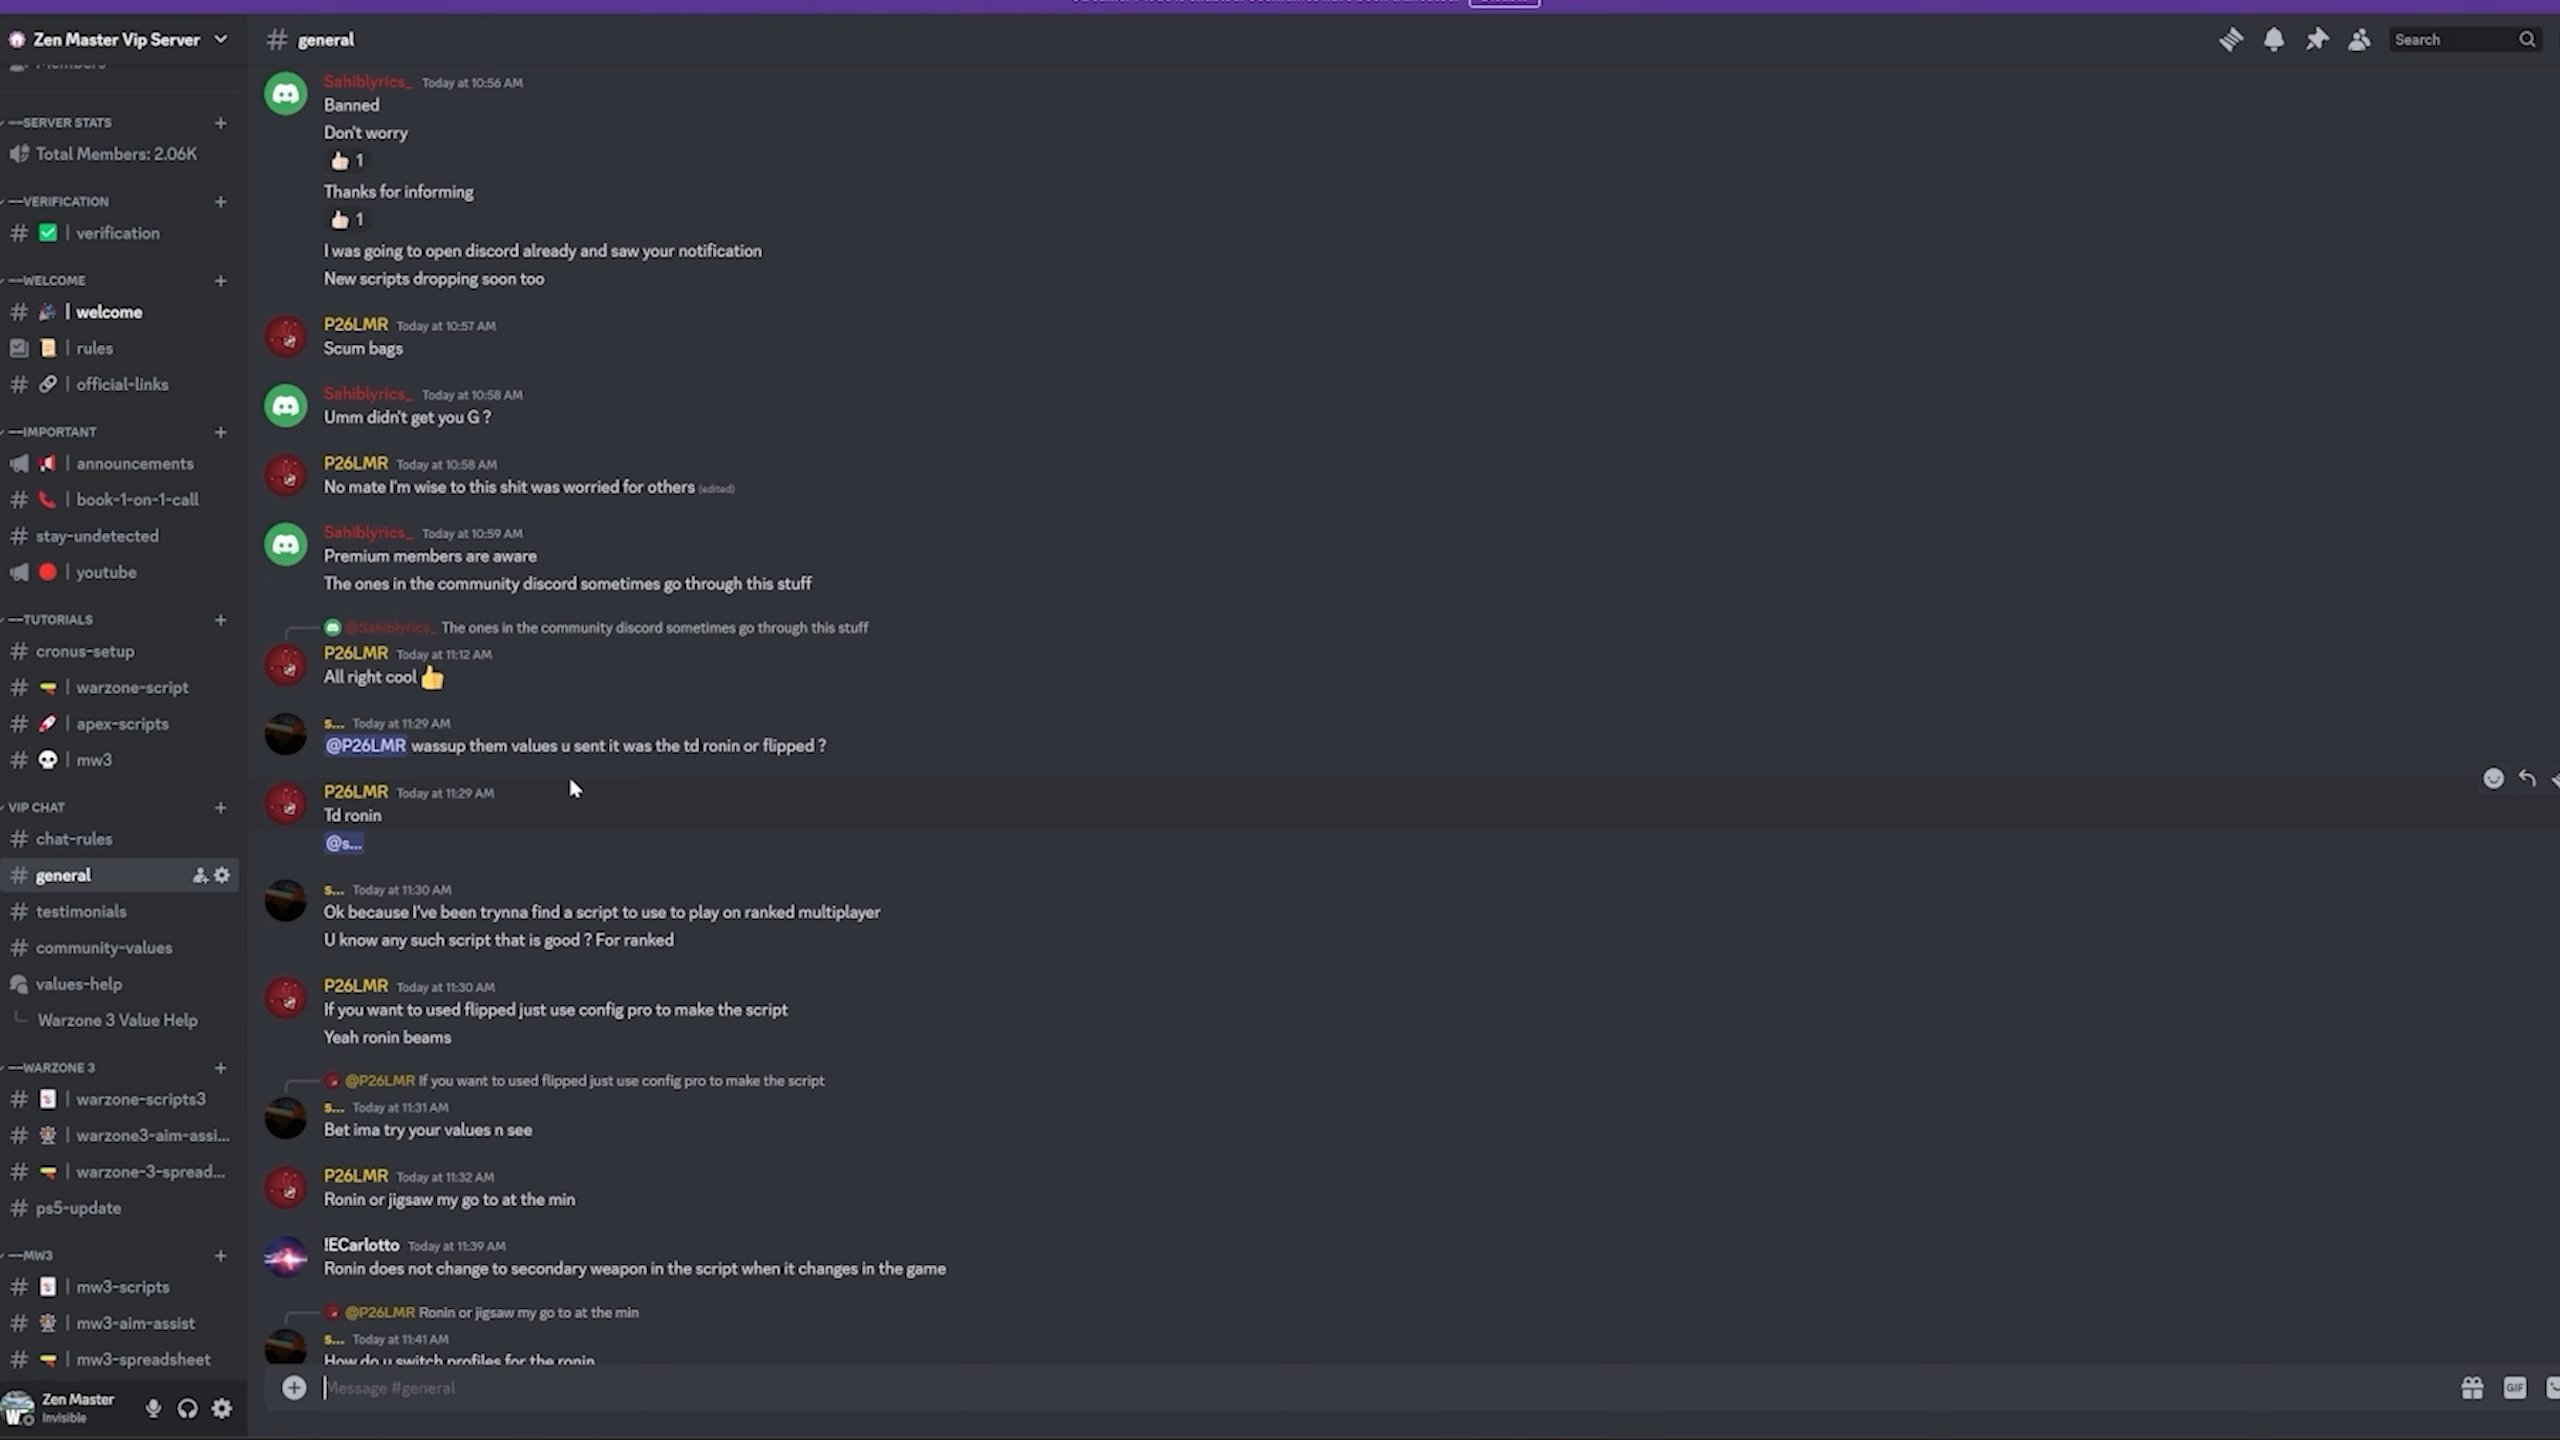 Zen Master Vip Server
SERVER STATS
Total Members: 2.06K
VERIFICATION
verification
WELCOME
welcome
rules
official-links
IMPORTANT
announcements
book-1-on-1-call
stay-undetected
youtube
TUTORIALS
cronus-setup
warzone-script
apex-scripts
mw3
VIP CHAT
chat-rules
general
testimonials
community-values
values-help
Warzone 3 Value Help
WARZONE 3
warzone-scripts3
warzone3-aim-assi...
warzone-3-spread...
ps5-update
MW3
mw3-scripts
mw3-aim-assist
mw3-spreadsheet
Zen Master
Invisible
# general
Search
Sahiblyrics_ Today at 10:56 AM
Banned
Don't worry
1
Thanks for informing
1
I was going to open discord already and saw your notification
New scripts dropping soon too
P26LMR Today at 10:57 AM
Scum bags
Sahiblyrics_ Today at 10:58 AM
Umm didn't get you G ?
P26LMR Today at 10:58 AM
No mate I'm wise to this shit was worried for others (edited)
Sahiblyrics_ Today at 10:59 AM
Premium members are aware
The ones in the community discord sometimes go through this stuff
@Sahiblyrics_ The ones in the community discord sometimes go through this stuff
P26LMR Today at 11:12 AM
All right cool
s... Today at 11:29 AM
@P26LMR wassup them values u sent it was the td ronin or flipped ?
P26LMR Today at 11:29 AM
Td ronin
@s...
s... Today at 11:30 AM
Ok because I've been trynna find a script to use to play on ranked multiplayer
U know any such script that is good ? For ranked
P26LMR Today at 11:30 AM
If you want to used flipped just use config pro to make the script
Yeah ronin beams
@P26LMR If you want to used flipped just use config pro to make the script
s... Today at 11:31 AM
Bet ima try your values n see
P26LMR Today at 11:32 AM
Ronin or jigsaw my go to at the min
!ECarlotto Today at 11:39 AM
Ronin does not change to secondary weapon in the script when it changes in the game
@P26LMR Ronin or jigsaw my go to at the min
s... Today at 11:41 AM
How do u switch profiles for the ronin
Message #general
GIF